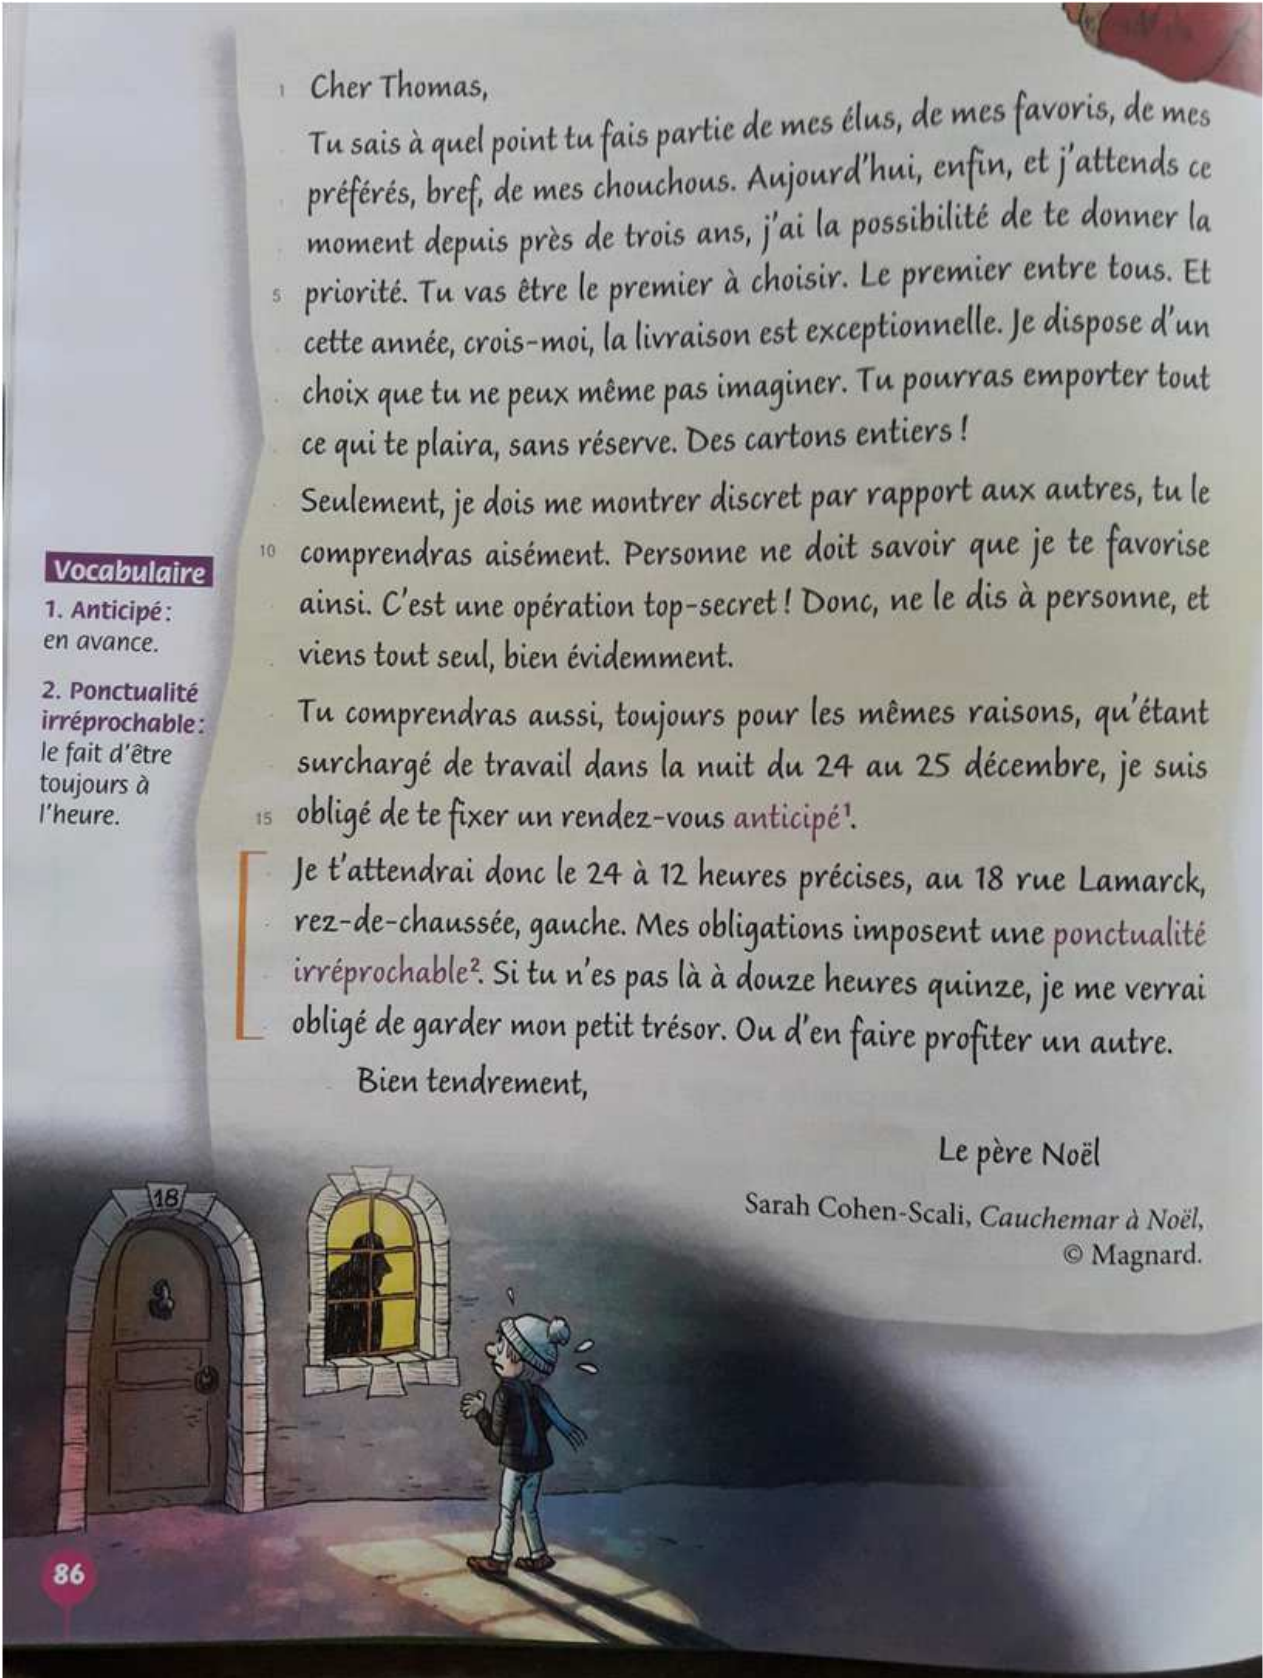 1 Cher Thomas,
Tu sais à quel point tu fais partie de mes élus, de mes favoris, de mes
préférés, bref, de mes chouchous. Aujourd'hui, enfin, et j'attends ce
moment depuis près de trois ans, j'ai la possibilité de te donner la
5 priorité. Tu vas être le premier à choisir. Le premier entre tous. Et
cette année, crois-moi, la livraison est exceptionnelle. Je dispose d'un
choix que tu ne peux même pas imaginer. Tu pourras emporter tout
ce qui te plaira, sans réserve. Des cartons entiers !
Seulement, je dois me montrer discret par rapport aux autres, tu le
10 comprendras aisément. Personne ne doit savoir que je te favorise
ainsi. C'est une opération top-secret ! Donc, ne le dis à personne, et
viens tout seul, bien évidemment.
Tu comprendras aussi, toujours pour les mêmes raisons, qu'étant
surchargé de travail dans la nuit du 24 au 25 décembre, je suis
15 obligé de te fixer un rendez-vous anticipé¹.
Je t'attendrai donc le 24 à 12 heures précises, au 18 rue Lamarck,
rez-de-chaussée, gauche. Mes obligations imposent une ponctualité
irréprochable². Si tu n'es pas là à douze heures quinze, je me verrai
obligé de garder mon petit trésor. Ou d'en faire profiter un autre.
Bien tendrement,
Le père Noël
Sarah Cohen-Scali, Cauchemar à Noël,
© Magnard.
Vocabulaire
1. Anticipé :
en avance.
2. Ponctualité
irréprochable :
le fait d'être
toujours à
l'heure.
18
86